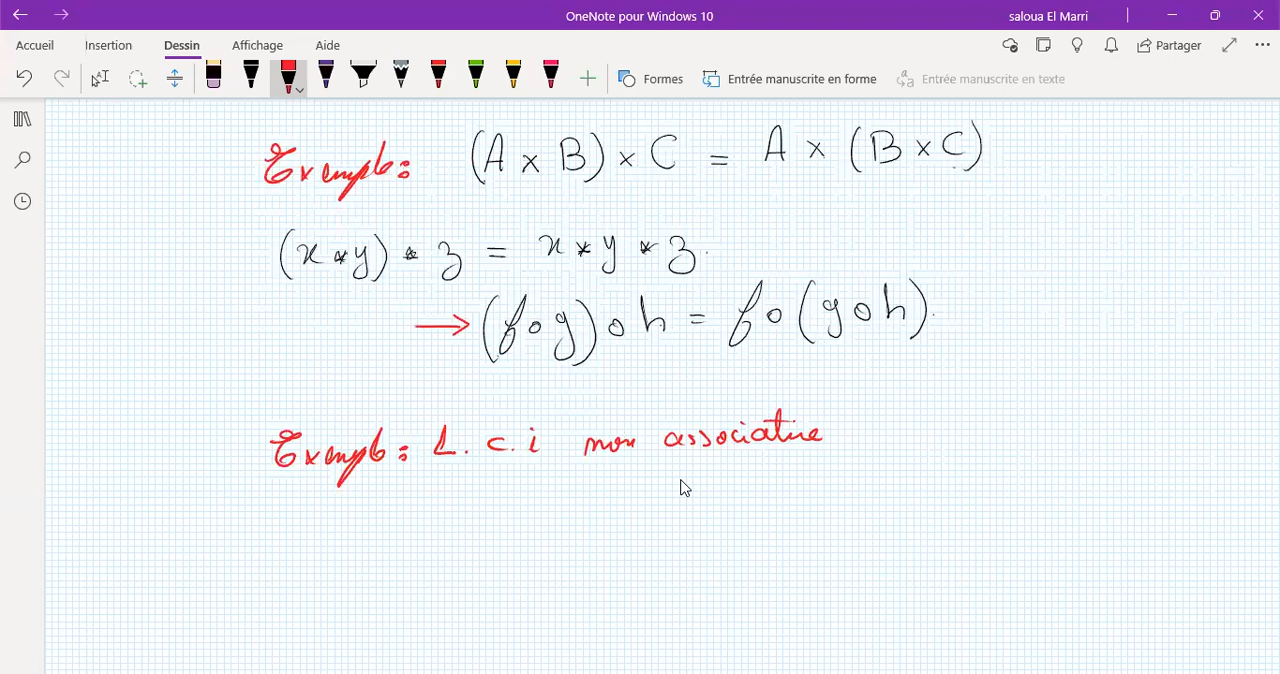 OneNote pour Windows 10
saloua El Marri
Accueil Insertion Dessin Affichage Aide
Partager
Formes Entrée manuscrite en forme Entrée manuscrite en texte
Exemple: (A × B) × C = A × (B × C)
(x * y) * z = x * y * z.
→ (f o g) o h = f o (g o h).
Exemple: L. c. i non associative